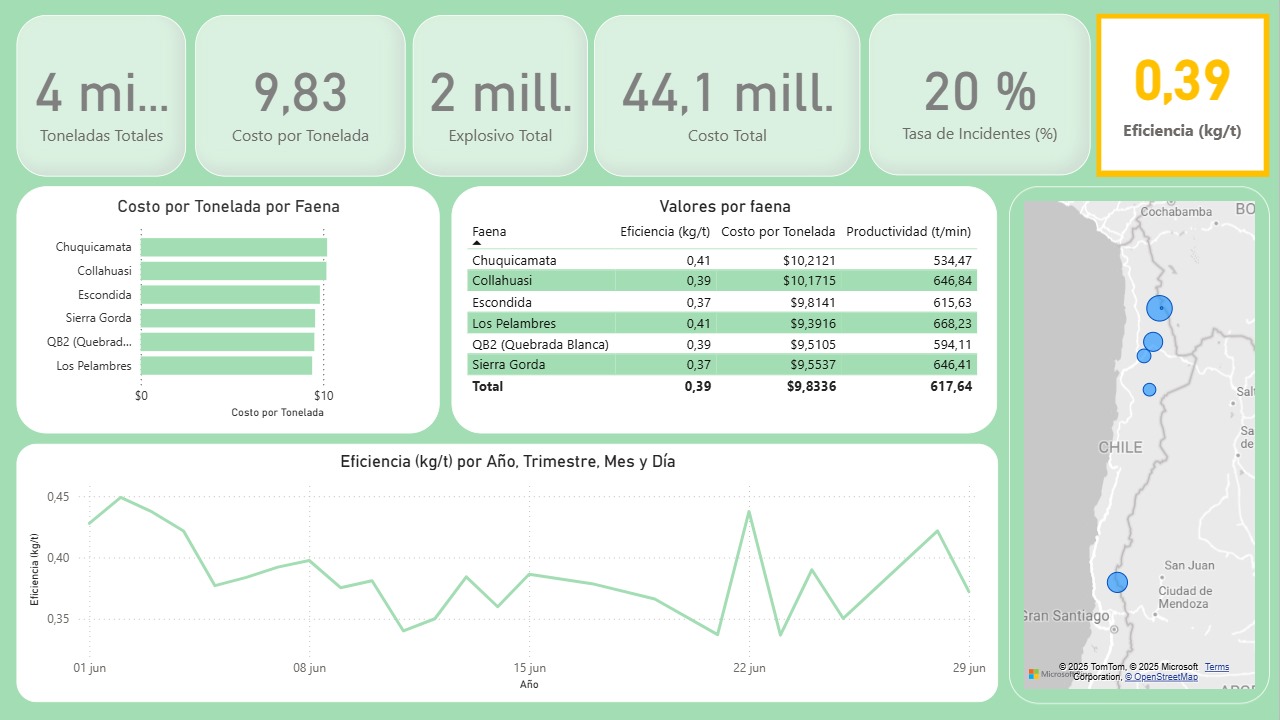 4 mi...
Toneladas Totales
9,83
Costo por Tonelada
2 mill.
Explosivo Total
44,1 mill.
Costo Total
20 %
Tasa de Incidentes (%)
0,39
Eficiencia (kg/t)
Costo por Tonelada por Faena
Chuquicamata
Collahuasi
Escondida
Sierra Gorda
QB2 (Quebrad...
Los Pelambres
$0 $10
Costo por Tonelada
Valores por faena
Faena Eficiencia (kg/t) Costo por Tonelada Productividad (t/min)
Chuquicamata 0,41 $10,2121 534,47
Collahuasi 0,39 $10,1715 646,84
Escondida 0,37 $9,8141 615,63
Los Pelambres 0,41 $9,3916 668,23
QB2 (Quebrada Blanca) 0,39 $9,5105 594,11
Sierra Gorda 0,37 $9,5537 646,41
Total 0,39 $9,8336 617,64
Cochabamba
BO
Salt
Sa
de
CHILE
San Juan
Ciudad de
Mendoza
Gran Santiago
© 2025 TomTom, © 2025 Microsoft Terms
Microsoft Corporation, © OpenStreetMap
Eficiencia (kg/t) por Año, Trimestre, Mes y Día
Eficiencia (kg/t)
0,45
0,40
0,35
01 jun 08 jun 15 jun 22 jun 29 jun
Año